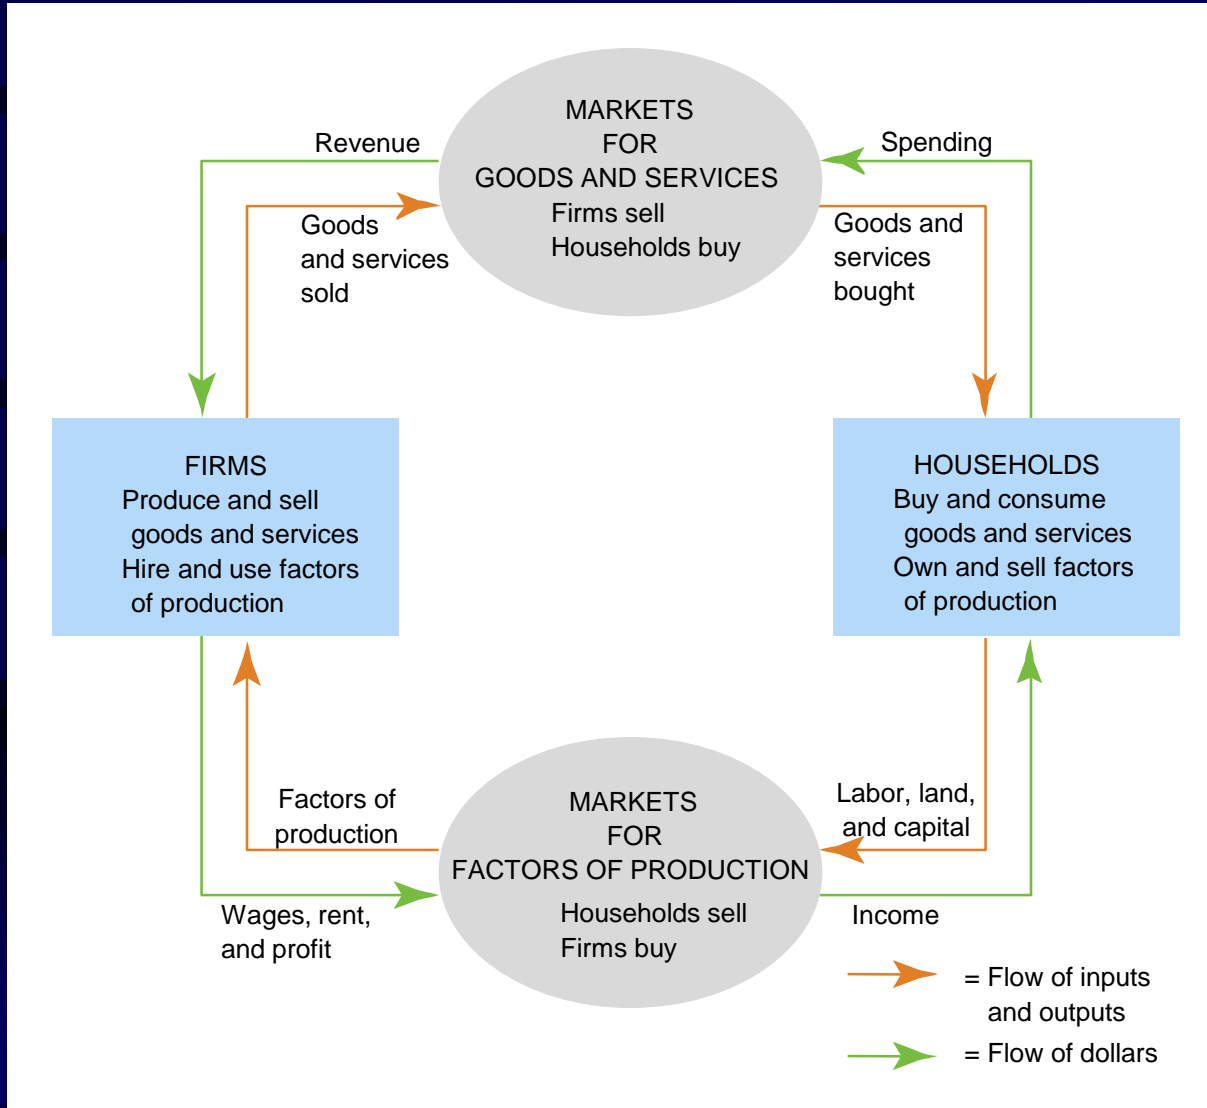 MARKETS
FOR
GOODS AND SERVICES
Firms sell
Households buy
Revenue
Spending
Goods
and services
sold
Goods and
services
bought
FIRMS
Produce and sell
goods and services
Hire and use factors
of production
HOUSEHOLDS
Buy and consume
goods and services
Own and sell factors
of production
Factors of
production
Labor, land,
and capital
MARKETS
FOR
FACTORS OF PRODUCTION
Households sell
Firms buy
Wages, rent,
and profit
Income
= Flow of inputs
and outputs
= Flow of dollars